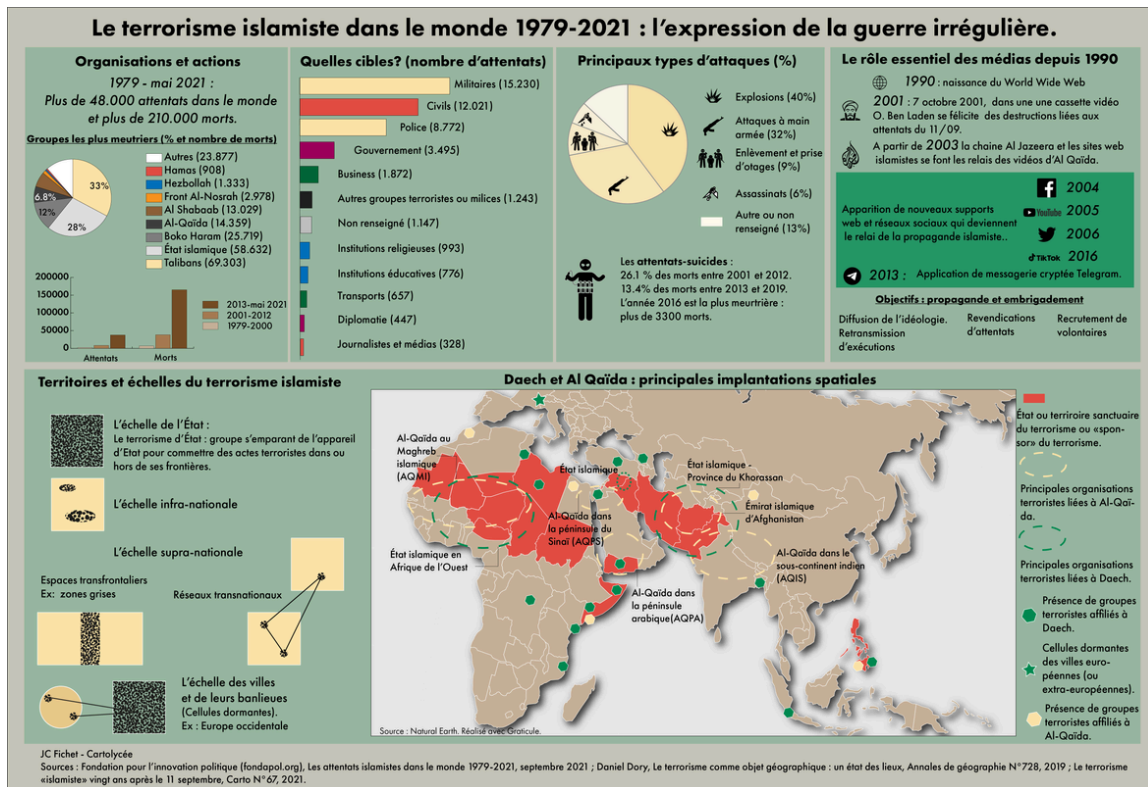 Le terrorisme islamiste dans le monde 1979-2021 : l'expression de la guerre irrégulière.
Organisations et actions
1979 - mai 2021 :
Plus de 48.000 attentats dans le monde
et plus de 210.000 morts.
Groupes les plus meutriers (% et nombre de morts)
33%
28%
12%
6.8%
Autres (23.877)
Hamas (908)
Hezbollah (1.333)
Front Al-Nosrah (2.978)
Al Shabaab (13.029)
Al-Qaïda (14.359)
Boko Haram (25.719)
État islamique (58.632)
Talibans (69.303)
200000
150000
100000
50000
0
Attentats
Morts
2013-mai 2021
2001-2012
1979-2000
Quelles cibles? (nombre d'attentats)
Militaires (15.230)
Civils (12.021)
Police (8.772)
Gouvernement (3.495)
Business (1.872)
Autres groupes terroristes ou milices (1.243)
Non renseigné (1.147)
Institutions religieuses (993)
Institutions éducatives (776)
Transports (657)
Diplomatie (447)
Journalistes et médias (328)
Principaux types d'attaques (%)
Explosions (40%)
Attaques à main
armée (32%)
Enlèvement et prise
d'otages (9%)
Assassinats (6%)
Autre ou non
renseigné (13%)
Les attentats-suicides :
26.1 % des morts entre 2001 et 2012.
13.4% des morts entre 2013 et 2019.
L'année 2016 est la plus meurtrière :
plus de 3300 morts.
Le rôle essentiel des médias depuis 1990
1990 : naissance du World Wide Web
2001 : 7 octobre 2001, dans une une cassette vidéo
O. Ben Laden se félicite des destructions liées aux
attentats du 11/09.
A partir de 2003 la chaine Al Jazeera et les sites web
islamistes se font les relais des vidéos d'Al Qaïda.
Apparition de nouveaux supports
web et réseaux sociaux qui deviennent
le relai de la propagande islamiste..
2004
YouTube 2005
2006
TikTok 2016
2013 : Application de messagerie cryptée Telegram.
Objectifs : propagande et embrigadement
Diffusion de l'idéologie.
Retransmission
d'exécutions
Revendications
d'attentats
Recrutement de
volontaires
Territoires et échelles du terrorisme islamiste
L'échelle de l'État :
Le terrorisme d'État : groupe s'emparant de l'appareil
d'Etat pour commettre des actes terroristes dans ou
hors de ses frontières.
L'échelle infra-nationale
L'échelle supra-nationale
Espaces transfrontaliers
Ex: zones grises
Réseaux transnationaux
L'échelle des villes
et de leurs banlieues
(Cellules dormantes).
Ex : Europe occidentale
Daech et Al Qaïda : principales implantations spatiales
Al-Qaïda au
Maghreb
islamique
(AQMI)
État islamique
État islamique -
Province du Khorassan
Émirat islamique
d'Afghanistan
Al-Qaïda dans
la péninsule du
Sinaï (AQPS)
État islamique en
Afrique de l'Ouest
Al-Qaïda dans le
sous-continent indien
(AQIS)
Al-Qaïda dans
la péninsule
arabique(AQPA)
Source : Natural Earth. Réalisé avec Graticule.
État ou terriroire sanctuaire
du terrorisme ou «spon-
sor» du terrorisme.
Principales organisations
terroristes liées à Al-Qaï-
da.
Principales organisations
terroristes liées à Daech.
Présence de groupes
terroristes affiliés à
Daech.
Cellules dormantes
des villes euro-
péennes (ou
extra-européennes).
Présence de groupes
terroristes affiliés à
Al-Qaïda.
JC Fichet - Cartolycée
Sources : Fondation pour l'innovation politique (fondapol.org), Les attentats islamistes dans le monde 1979-2021, septembre 2021 ; Daniel Dory, Le terrorisme comme objet géographique : un état des lieux, Annales de géographie N°728, 2019 ; Le terrorisme
«islamiste» vingt ans après le 11 septembre, Carto N°67, 2021.